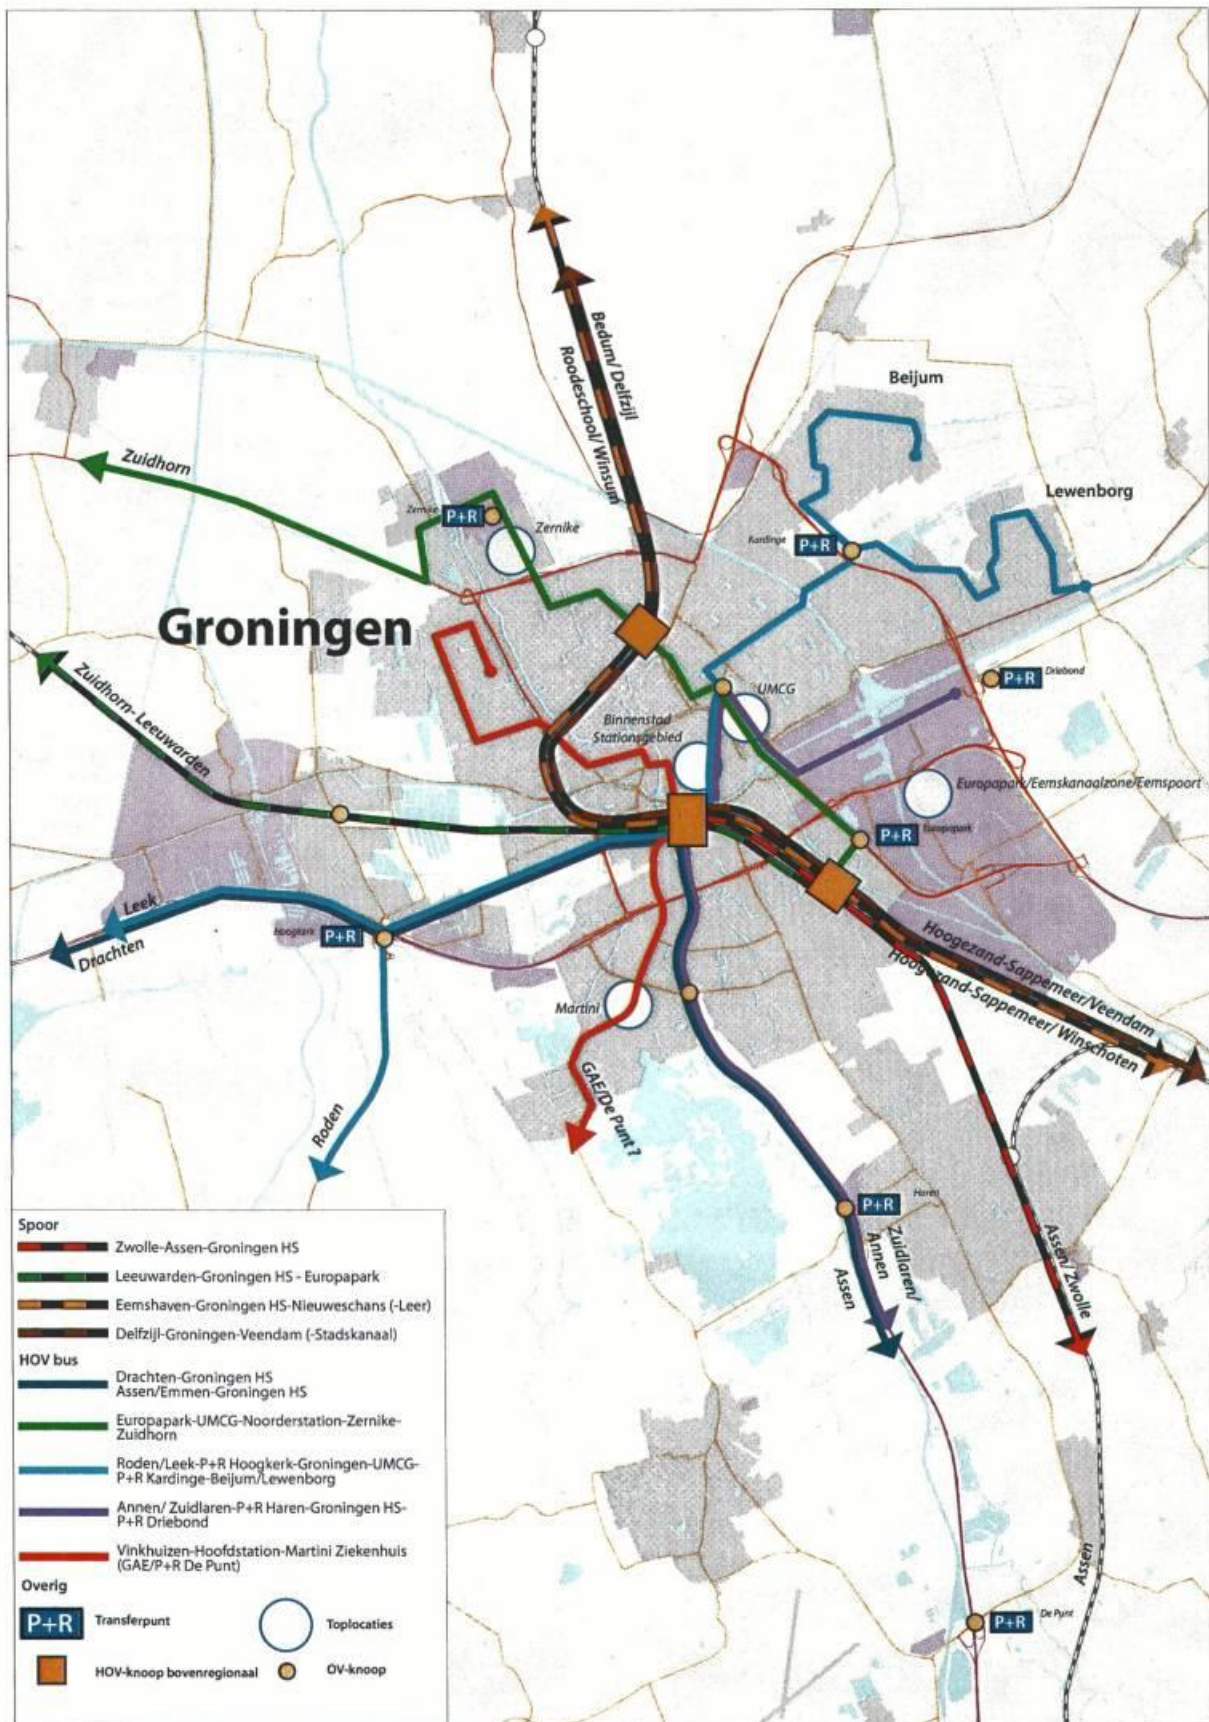 Bedum/ Delfzijl
Roodeschool/ Winsum
Beijum
Zuidhorn
Lewenborg
Zernike
P+R
Zernike
Kardinge
P+R
Groningen
P+R
Driebond
UMCG
Zuidhorn- Leeuwarden
Binnenstad
Stationsgebied
Europapark/Eemskanaalzone/Eemspoort
P+R
Europapark
Leek
Drachten
Hoogkerk
P+R
Hoogezand-Sappemeer/Veendam
Hoogezand-Sappemeer/ Winschoten
Martini
GAE/De Punt ?
Roden
P+R
Haren
Zuidlaren/
Annen
Assen
Assen/ Zwolle
Assen
P+R
De Punt
Spoor
Zwolle-Assen-Groningen HS
Leeuwarden-Groningen HS - Europapark
Eemshaven-Groningen HS-Nieuweschans (-Leer)
Delfzijl-Groningen-Veendam (-Stadskanaal)
HOV bus
Drachten-Groningen HS
Assen/Emmen-Groningen HS
Europapark-UMCG-Noorderstation-Zernike-
Zuidhorn
Roden/Leek-P+R Hoogkerk-Groningen-UMCG-
P+R Kardinge-Beijum/Lewenborg
Annen/ Zuidlaren-P+R Haren-Groningen HS-
P+R Driebond
Vinkhuizen-Hoofdstation-Martini Ziekenhuis
(GAE/P+R De Punt)
Overig
P+R
Transferpunt
Toplocaties
HOV-knoop bovenregionaal
OV-knoop